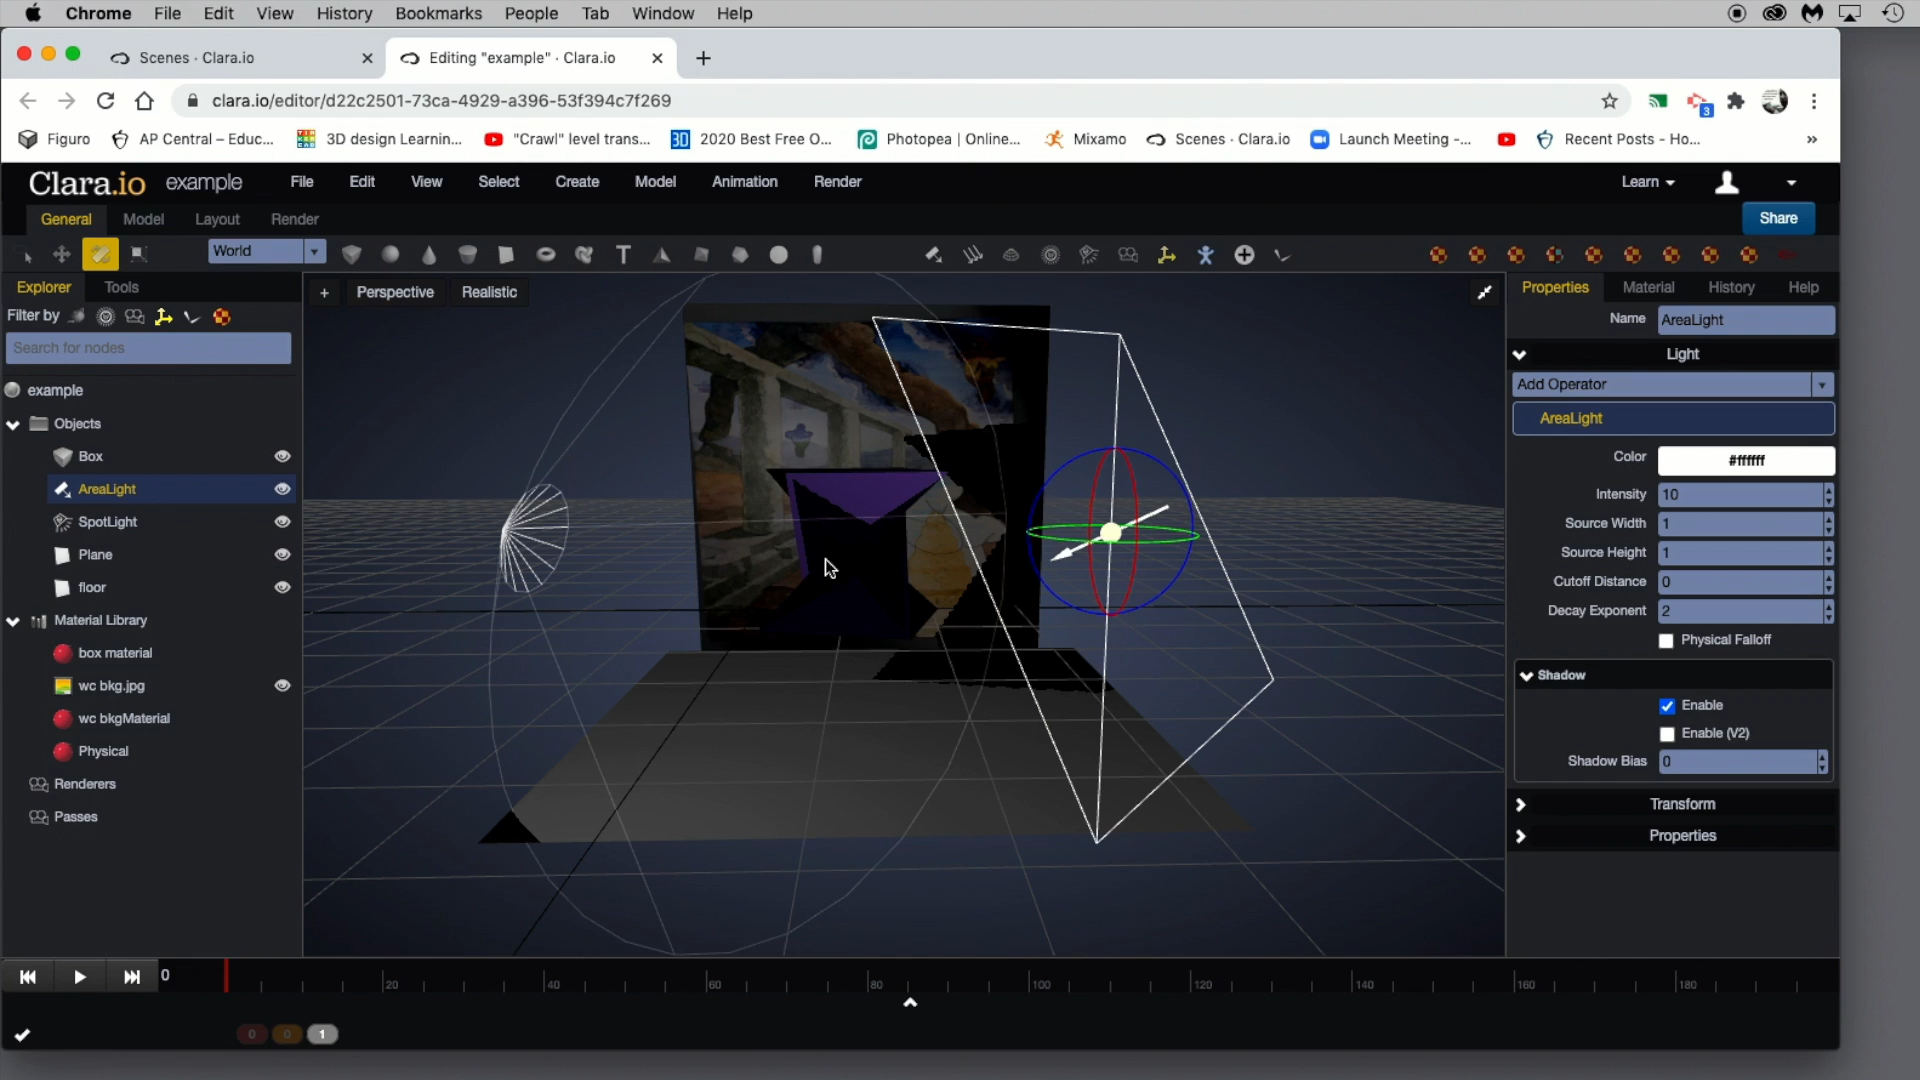 Chrome File Edit View History Bookmarks People Tab Window Help
Scenes · Clara.io
Editing "example" · Clara.io
clara.io/editor/d22c2501-73ca-4929-a396-53f394c7f269
3
Figuro
AP Central – Educ...
3D design Learnin...
"Crawl" level trans...
3D 2020 Best Free O...
Photopea | Online...
Mixamo
Scenes · Clara.io
Launch Meeting -...
Recent Posts - Ho...
»
Clara.io example File Edit View Select Create Model Animation Render Learn
General Model Layout Render Share
World
T
Explorer Tools
+ Perspective Realistic
Properties Material History Help
Filter by
Search for nodes
example
Objects
Box
AreaLight
SpotLight
Plane
floor
Material Library
box material
wc bkg.jpg
wc bkgMaterial
Physical
Renderers
Passes
Name AreaLight
Light
Add Operator
AreaLight
Color #ffffff
Intensity 10
Source Width 1
Source Height 1
Cutoff Distance 0
Decay Exponent 2
Physical Falloff
Shadow
Enable
Enable (V2)
Shadow Bias 0
Transform
Properties
0 20 40 60 80 100 120 140 160 180
0 0 1